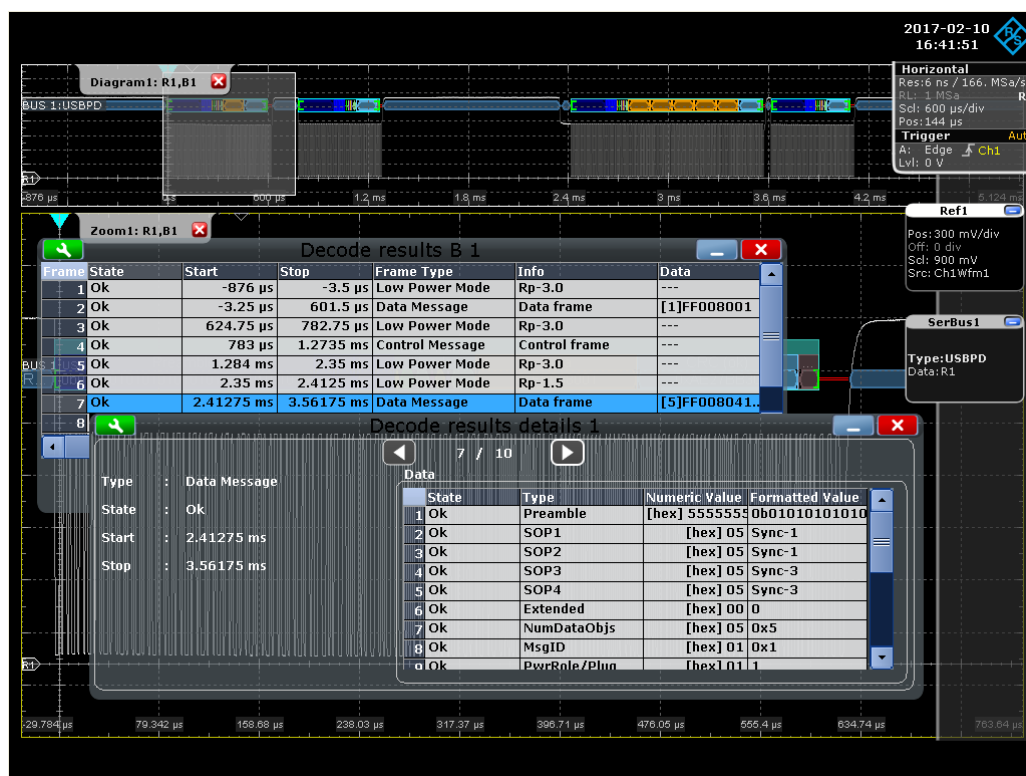 2017-02-10
16:41:51
Diagram1: R1,B1
BUS 1:USBPD
Horizontal
Res:6 ns / 166. MSa/s
RL: 1 MSa R
Scl: 600 µs/div
Pos:144 µs
Trigger Aut
A: Edge Ch1
Lvl: 0 V
R1
-876 µs 0 s 600 µs 1.2 ms 1.8 ms 2.4 ms 3 ms 3.6 ms 4.2 ms 5.124 ms
Zoom1: R1,B1
Ref1
Pos:300 mV/div
Off: 0 div
Scl: 900 mV
Src: Ch1Wfm1
SerBus1
Type:USBPD
Data:R1
Decode results B 1
Frame State Start Stop Frame Type Info Data
1 Ok -876 µs -3.5 µs Low Power Mode Rp-3.0 ---
2 Ok -3.25 µs 601.5 µs Data Message Data frame [1]FF008001
3 Ok 624.75 µs 782.75 µs Low Power Mode Rp-3.0 ---
4 Ok 783 µs 1.2735 ms Control Message Control frame ---
5 Ok 1.284 ms 2.35 ms Low Power Mode Rp-3.0 ---
6 Ok 2.35 ms 2.4125 ms Low Power Mode Rp-1.5 ---
7 Ok 2.41275 ms 3.56175 ms Data Message Data frame [5]FF008041..
8
Decode results details 1
7 / 10
Type : Data Message
State : Ok
Start : 2.41275 ms
Stop : 3.56175 ms
Data
State Type Numeric Value Formatted Value
1 Ok Preamble [hex] 5555555 0b01010101010
2 Ok SOP1 [hex] 05 Sync-1
3 Ok SOP2 [hex] 05 Sync-1
4 Ok SOP3 [hex] 05 Sync-3
5 Ok SOP4 [hex] 05 Sync-3
6 Ok Extended [hex] 00 0
7 Ok NumDataObjs [hex] 05 0x5
8 Ok MsgID [hex] 01 0x1
9 Ok PwrRole/Plug [hex] 01 1
R1
-29.784 µs 79.342 µs 158.68 µs 238.03 µs 317.37 µs 396.71 µs 476.05 µs 555.4 µs 634.74 µs 763.64 µs